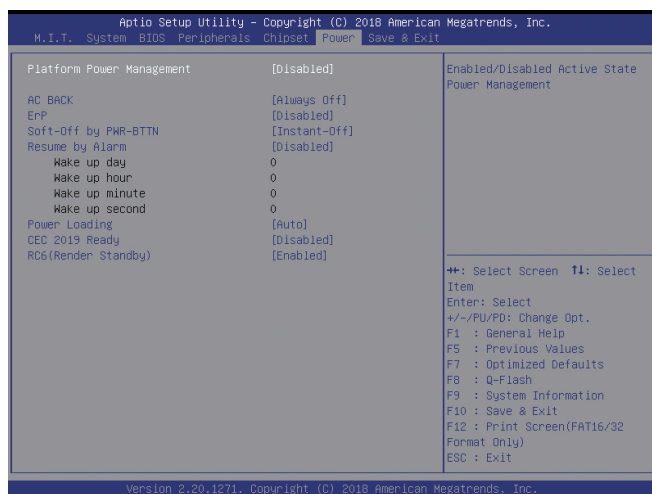 Aptio Setup Utility – Copyright (C) 2018 American Megatrends, Inc.
M.I.T. System BIOS Peripherals Chipset Power Save & Exit
Platform Power Management [Disabled]
AC BACK [Always Off]
ErP [Disabled]
Soft-Off by PWR-BTTN [Instant-Off]
Resume by Alarm [Disabled]
Wake up day 0
Wake up hour 0
Wake up minute 0
Wake up second 0
Power Loading [Auto]
CEC 2019 Ready [Disabled]
RC6(Render Standby) [Enabled]
Enabled/Disabled Active State
Power Management
→←: Select Screen ↑↓: Select
Item
Enter: Select
+/-/PU/PD: Change Opt.
F1 : General Help
F5 : Previous Values
F7 : Optimized Defaults
F8 : Q-Flash
F9 : System Information
F10 : Save & Exit
F12 : Print Screen(FAT16/32
Format Only)
ESC : Exit
Version 2.20.1271. Copyright (C) 2018 American Megatrends, Inc.